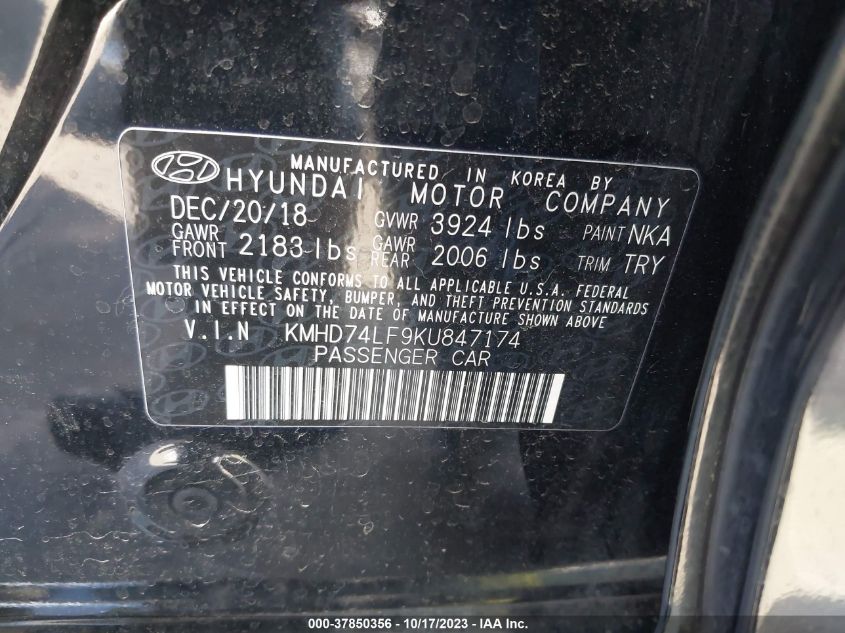 MANUFACTURED IN KOREA BY
HYUNDAI MOTOR COMPANY
DEC/20/18 GVWR 3924 lbs PAINT NKA
GAWR FRONT 2183 lbs GAWR REAR 2006 lbs TRIM TRY
THIS VEHICLE CONFORMS TO ALL APPLICABLE U.S.A. FEDERAL
MOTOR VEHICLE SAFETY, BUMPER, AND THEFT PREVENTION STANDARDS
IN EFFECT ON THE DATE OF MANUFACTURE SHOWN ABOVE
V.I.N KMHD74LF9KU847174
PASSENGER CAR
000-37850356 - 10/17/2023 - IAA Inc.